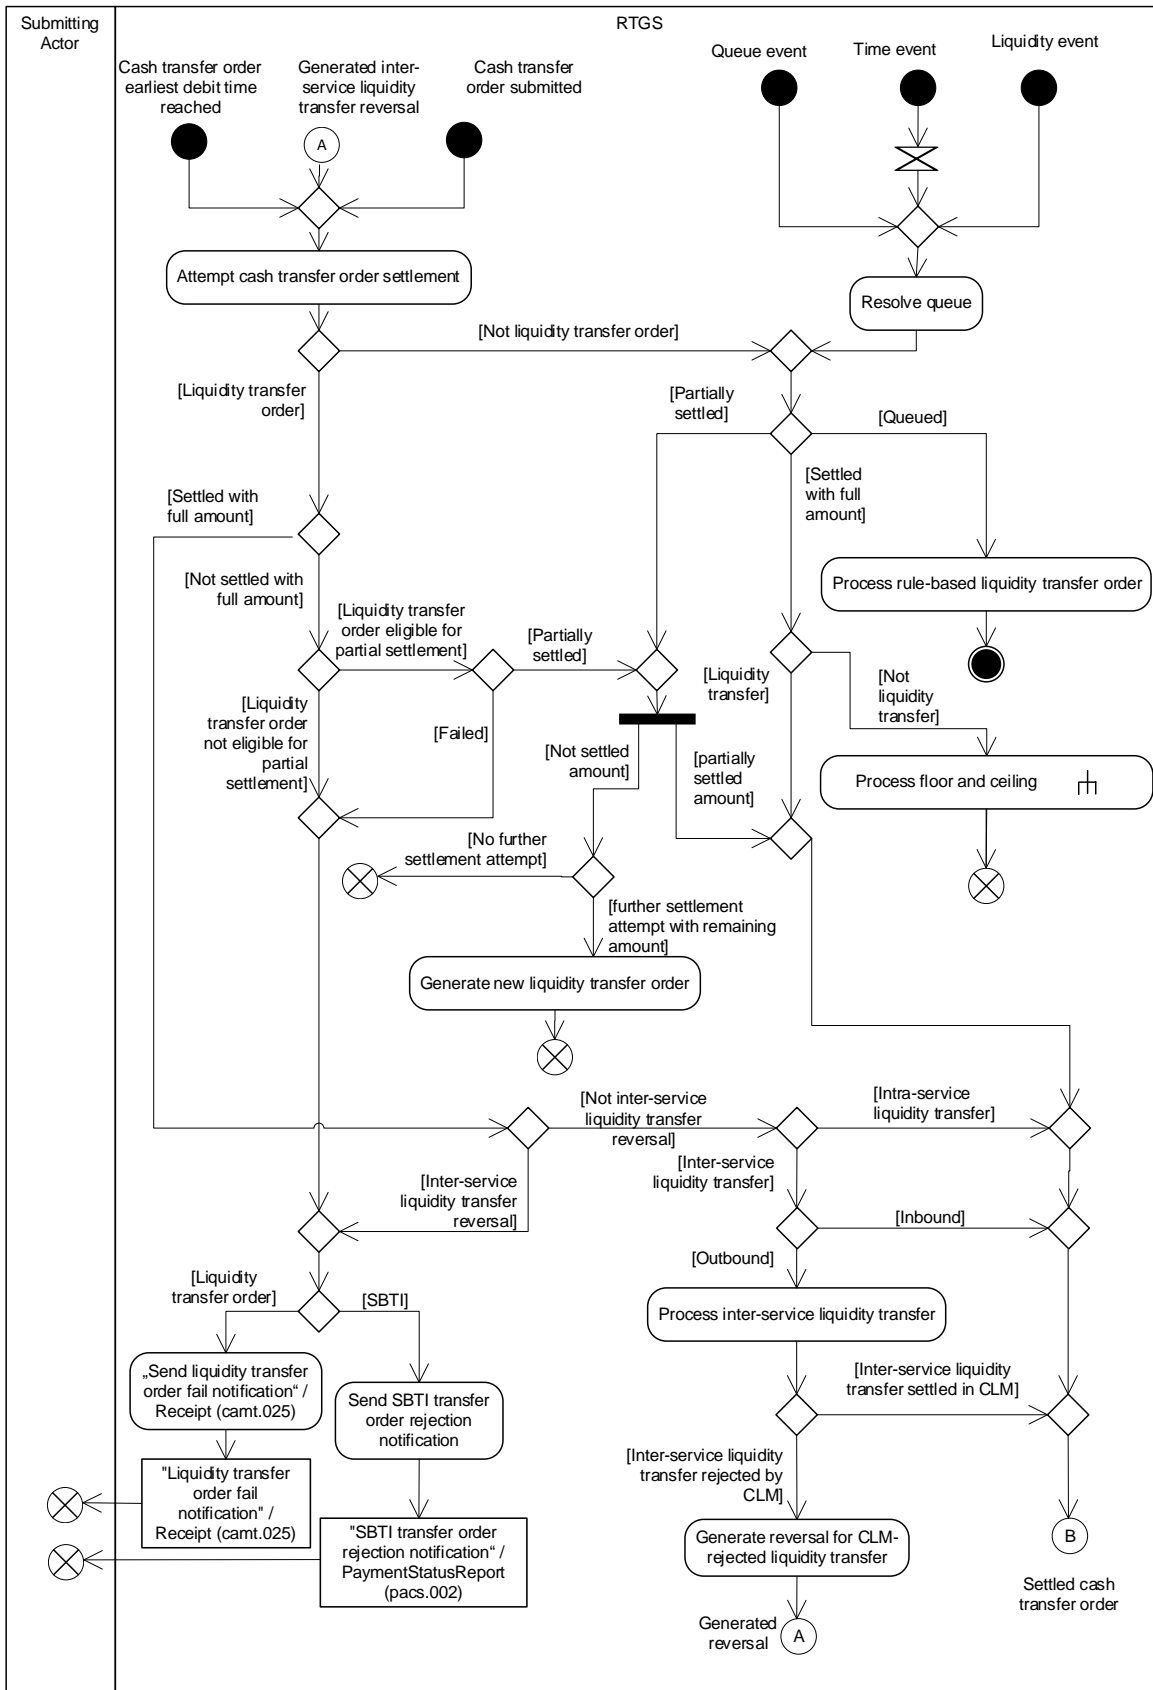 Submitting
Actor
RTGS
Queue event
Time event
Liquidity event
Cash transfer order
earliest debit time
reached
Generated inter-
service liquidity
transfer reversal
Cash transfer
order submitted
A
Attempt cash transfer order settlement
Resolve queue
[Not liquidity transfer order]
[Liquidity transfer
order]
[Partially
settled]
[Queued]
[Settled
with full
amount]
[Settled with
full amount]
[Not settled with
full amount]
Process rule-based liquidity transfer order
[Liquidity transfer
order eligible for
partial settlement]
[Partially
settled]
[Liquidity
transfer]
[Not
liquidity
transfer]
[Liquidity
transfer order
not eligible for
partial
settlement]
[Failed]
[Not settled
amount]
[partially
settled
amount]
Process floor and ceiling
[No further
settlement attempt]
[further settlement
attempt with remaining
amount]
Generate new liquidity transfer order
[Not inter-service
liquidity transfer
reversal]
[Intra-service
liquidity transfer]
[Inter-service
liquidity transfer
reversal]
[Inter-service
liquidity transfer]
[Inbound]
[Outbound]
[Liquidity
transfer order]
[SBTI]
Process inter-service liquidity transfer
„Send liquidity transfer
order fail notification“ /
Receipt (camt.025)
Send SBTI transfer
order rejection
notification
[Inter-service liquidity
transfer settled in CLM]
[Inter-service liquidity
transfer rejected by
CLM]
"Liquidity transfer
order fail
notification" /
Receipt (camt.025)
"SBTI transfer order
rejection notification“ /
PaymentStatusReport
(pacs.002)
Generate reversal for CLM-
rejected liquidity transfer
B
Settled cash
transfer order
Generated
reversal
A